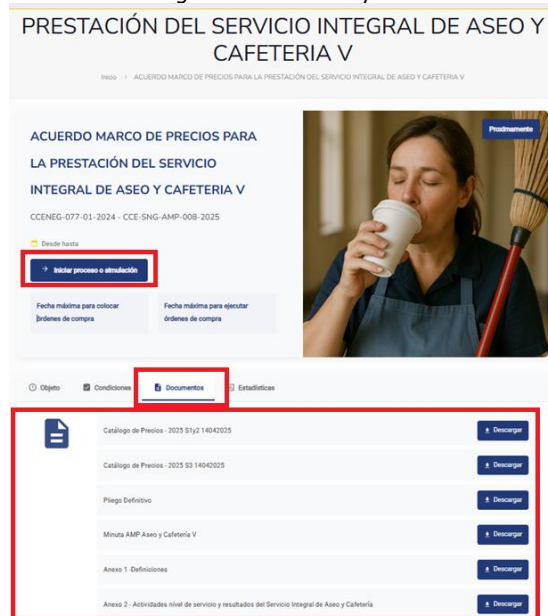 PRESTACIÓN DEL SERVICIO INTEGRAL DE ASEO Y
CAFETERIA V
Inicio > ACUERDO MARCO DE PRECIOS PARA LA PRESTACIÓN DEL SERVICIO INTEGRAL DE ASEO Y CAFETERIA V
Proximamente
ACUERDO MARCO DE PRECIOS PARA
LA PRESTACIÓN DEL SERVICIO
INTEGRAL DE ASEO Y CAFETERIA V
CCENEG-077-01-2024 - CCE-SNG-AMP-008-2025
Desde hasta
→ Iniciar proceso o simulación
Fecha máxima para colocar
órdenes de compra
Fecha máxima para ejecutar
órdenes de compra
Objeto
Condiciones
Documentos
Estadísticas
Catálogo de Precios - 2025 S1y2 14042025
Descargar
Catálogo de Precios - 2025 S3 14042025
Descargar
Pliego Definitivo
Descargar
Minuta AMP Aseo y Cafetería V
Descargar
Anexo 1 -Definiciones
Descargar
Anexo 2 - Actividades nivel de servicio y resultados del Servicio Integral de Aseo y Cafetería
Descargar